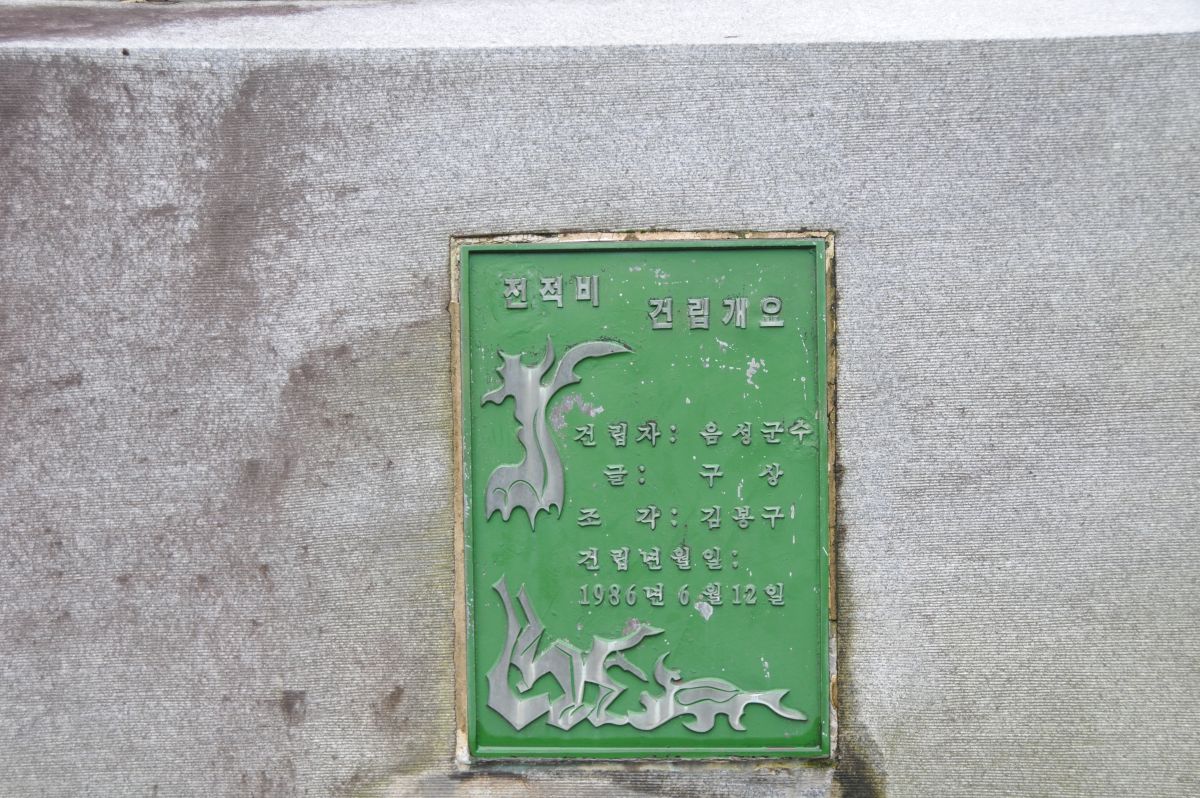 전적비
건립개요
건립자: 음성군수
글: 구 상
조 각: 김봉구
건립년월일:
1986년 6월 12일